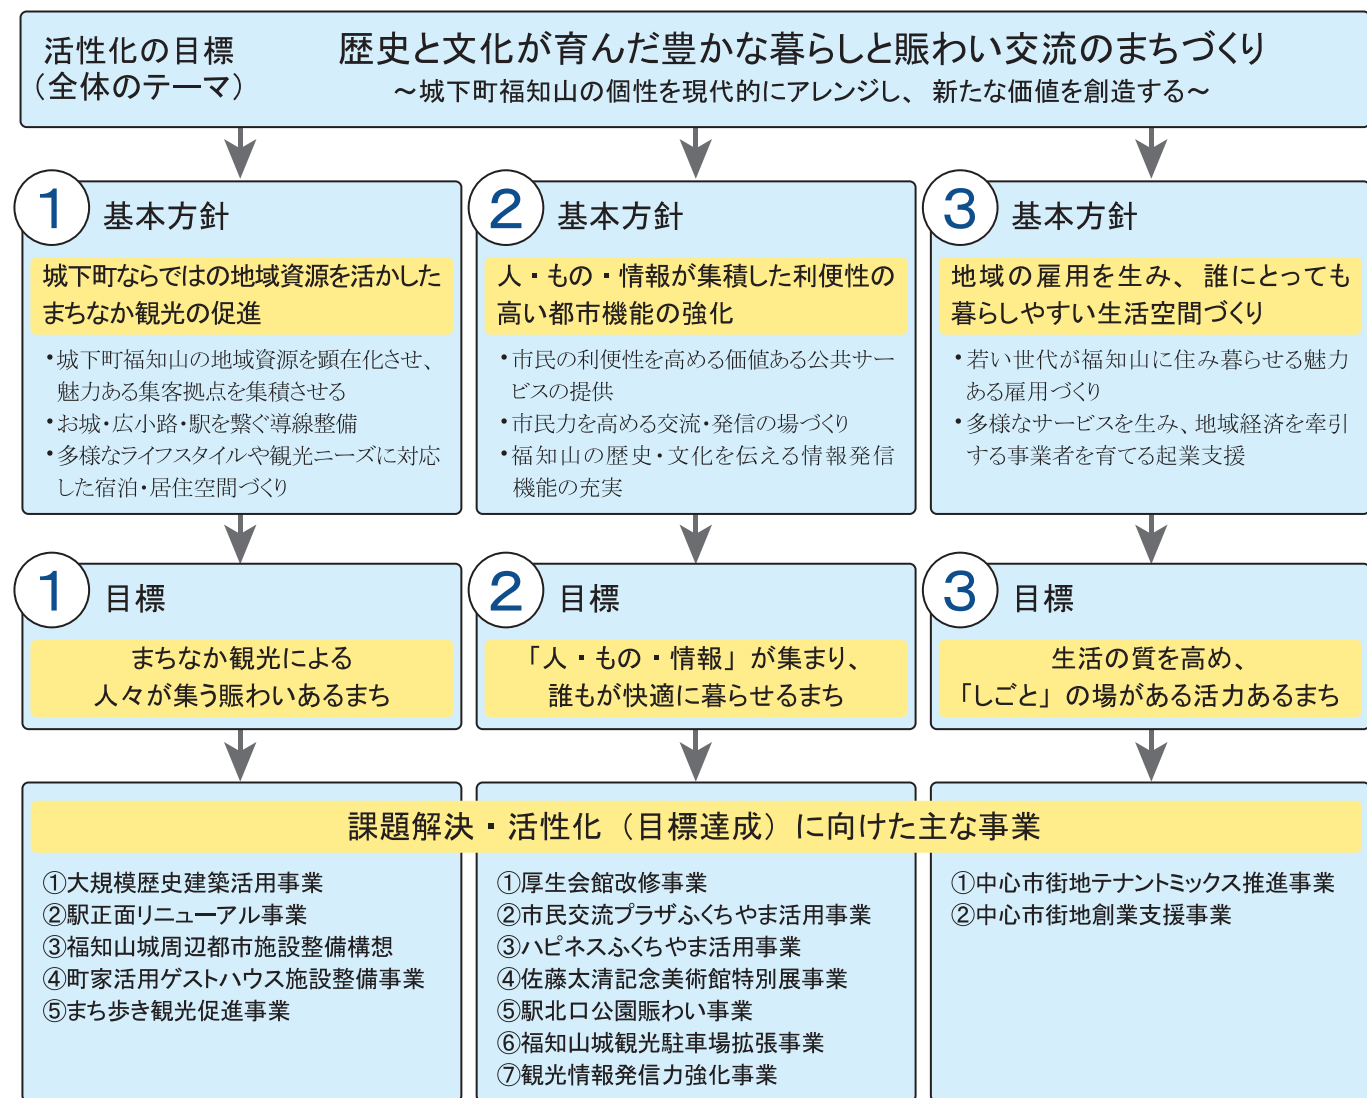 活性化の目標
（全体のテーマ）
歴史と文化が育んだ豊かな暮らしと賑わい交流のまちづくり
～城下町福知山の個性を現代的にアレンジし、新たな価値を創造する～
1 基本方針
城下町ならではの地域資源を活かした
まちなか観光の促進
・城下町福知山の地域資源を顕在化させ、
魅力ある集客拠点を集積させる
・お城・広小路・駅を繋ぐ導線整備
・多様なライフスタイルや観光ニーズに対応
した宿泊・居住空間づくり
2 基本方針
人・もの・情報が集積した利便性の
高い都市機能の強化
・市民の利便性を高める価値ある公共サー
ビスの提供
・市民力を高める交流・発信の場づくり
・福知山の歴史・文化を伝える情報発信
機能の充実
3 基本方針
地域の雇用を生み、誰にとっても
暮らしやすい生活空間づくり
・若い世代が福知山に住み暮らせる魅力
ある雇用づくり
・多様なサービスを生み、地域経済を牽引
する事業者を育てる起業支援
1 目標
まちなか観光による
人々が集う賑わいあるまち
2 目標
「人・もの・情報」が集まり、
誰もが快適に暮らせるまち
3 目標
生活の質を高め、
「しごと」の場がある活力あるまち
課題解決・活性化（目標達成）に向けた主な事業
①大規模歴史建築活用事業
②駅正面リニューアル事業
③福知山城周辺都市施設整備構想
④町家活用ゲストハウス施設整備事業
⑤まち歩き観光促進事業
①厚生会館改修事業
②市民交流プラザふくちやま活用事業
③ハピネスふくちやま活用事業
④佐藤太清記念美術館特別展事業
⑤駅北口公園賑わい事業
⑥福知山城観光駐車場拡張事業
⑦観光情報発信力強化事業
①中心市街地テナントミックス推進事業
②中心市街地創業支援事業